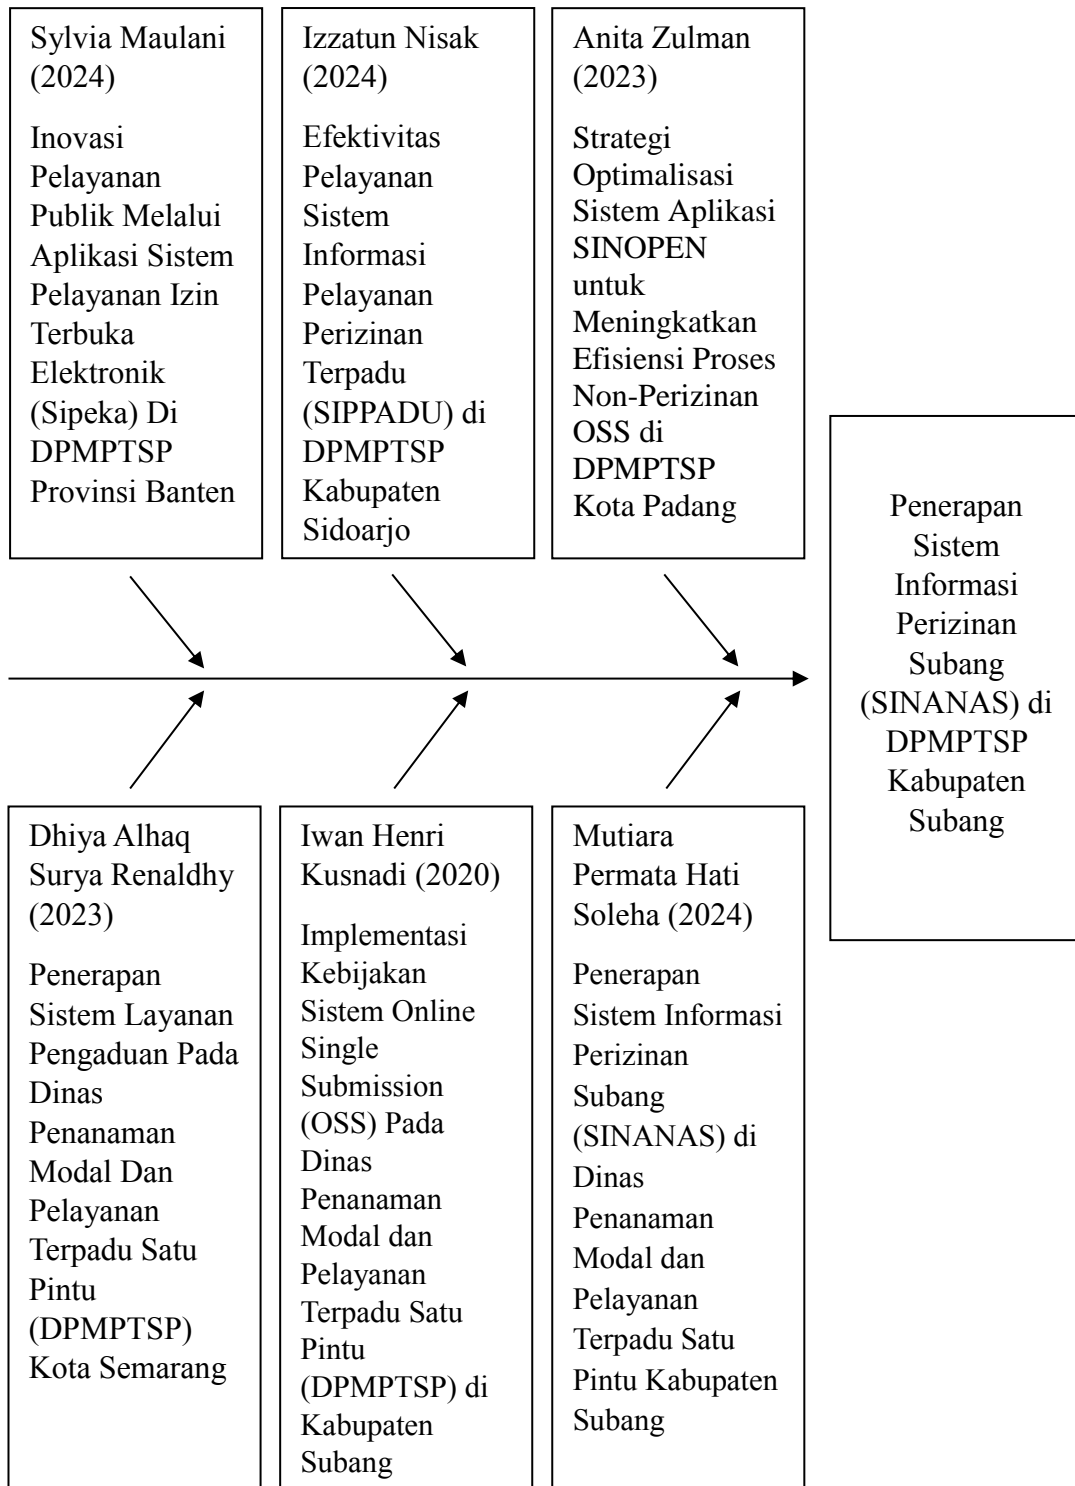 Sylvia Maulani
(2024)
Inovasi
Pelayanan
Publik Melalui
Aplikasi Sistem
Pelayanan Izin
Terbuka
Elektronik
(Sipeka) Di
DPMPTSP
Provinsi Banten
Izzatun Nisak
(2024)
Efektivitas
Pelayanan
Sistem
Informasi
Pelayanan
Perizinan
Terpadu
(SIPPADU) di
DPMPTSP
Kabupaten
Sidoarjo
Anita Zulman
(2023)
Strategi
Optimalisasi
Sistem Aplikasi
SINOPEN
untuk
Meningkatkan
Efisiensi Proses
Non-Perizinan
OSS di
DPMPTSP
Kota Padang
Penerapan
Sistem
Informasi
Perizinan
Subang
(SINANAS) di
DPMPTSP
Kabupaten
Subang
Dhiya Alhaq
Surya Renaldhy
(2023)
Penerapan
Sistem Layanan
Pengaduan Pada
Dinas
Penanaman
Modal Dan
Pelayanan
Terpadu Satu
Pintu
(DPMPTSP)
Kota Semarang
Iwan Henri
Kusnadi (2020)
Implementasi
Kebijakan
Sistem Online
Single
Submission
(OSS) Pada
Dinas
Penanaman
Modal dan
Pelayanan
Terpadu Satu
Pintu
(DPMPTSP) di
Kabupaten
Subang
Mutiara
Permata Hati
Soleha (2024)
Penerapan
Sistem Informasi
Perizinan
Subang
(SINANAS) di
Dinas
Penanaman
Modal dan
Pelayanan
Terpadu Satu
Pintu Kabupaten
Subang